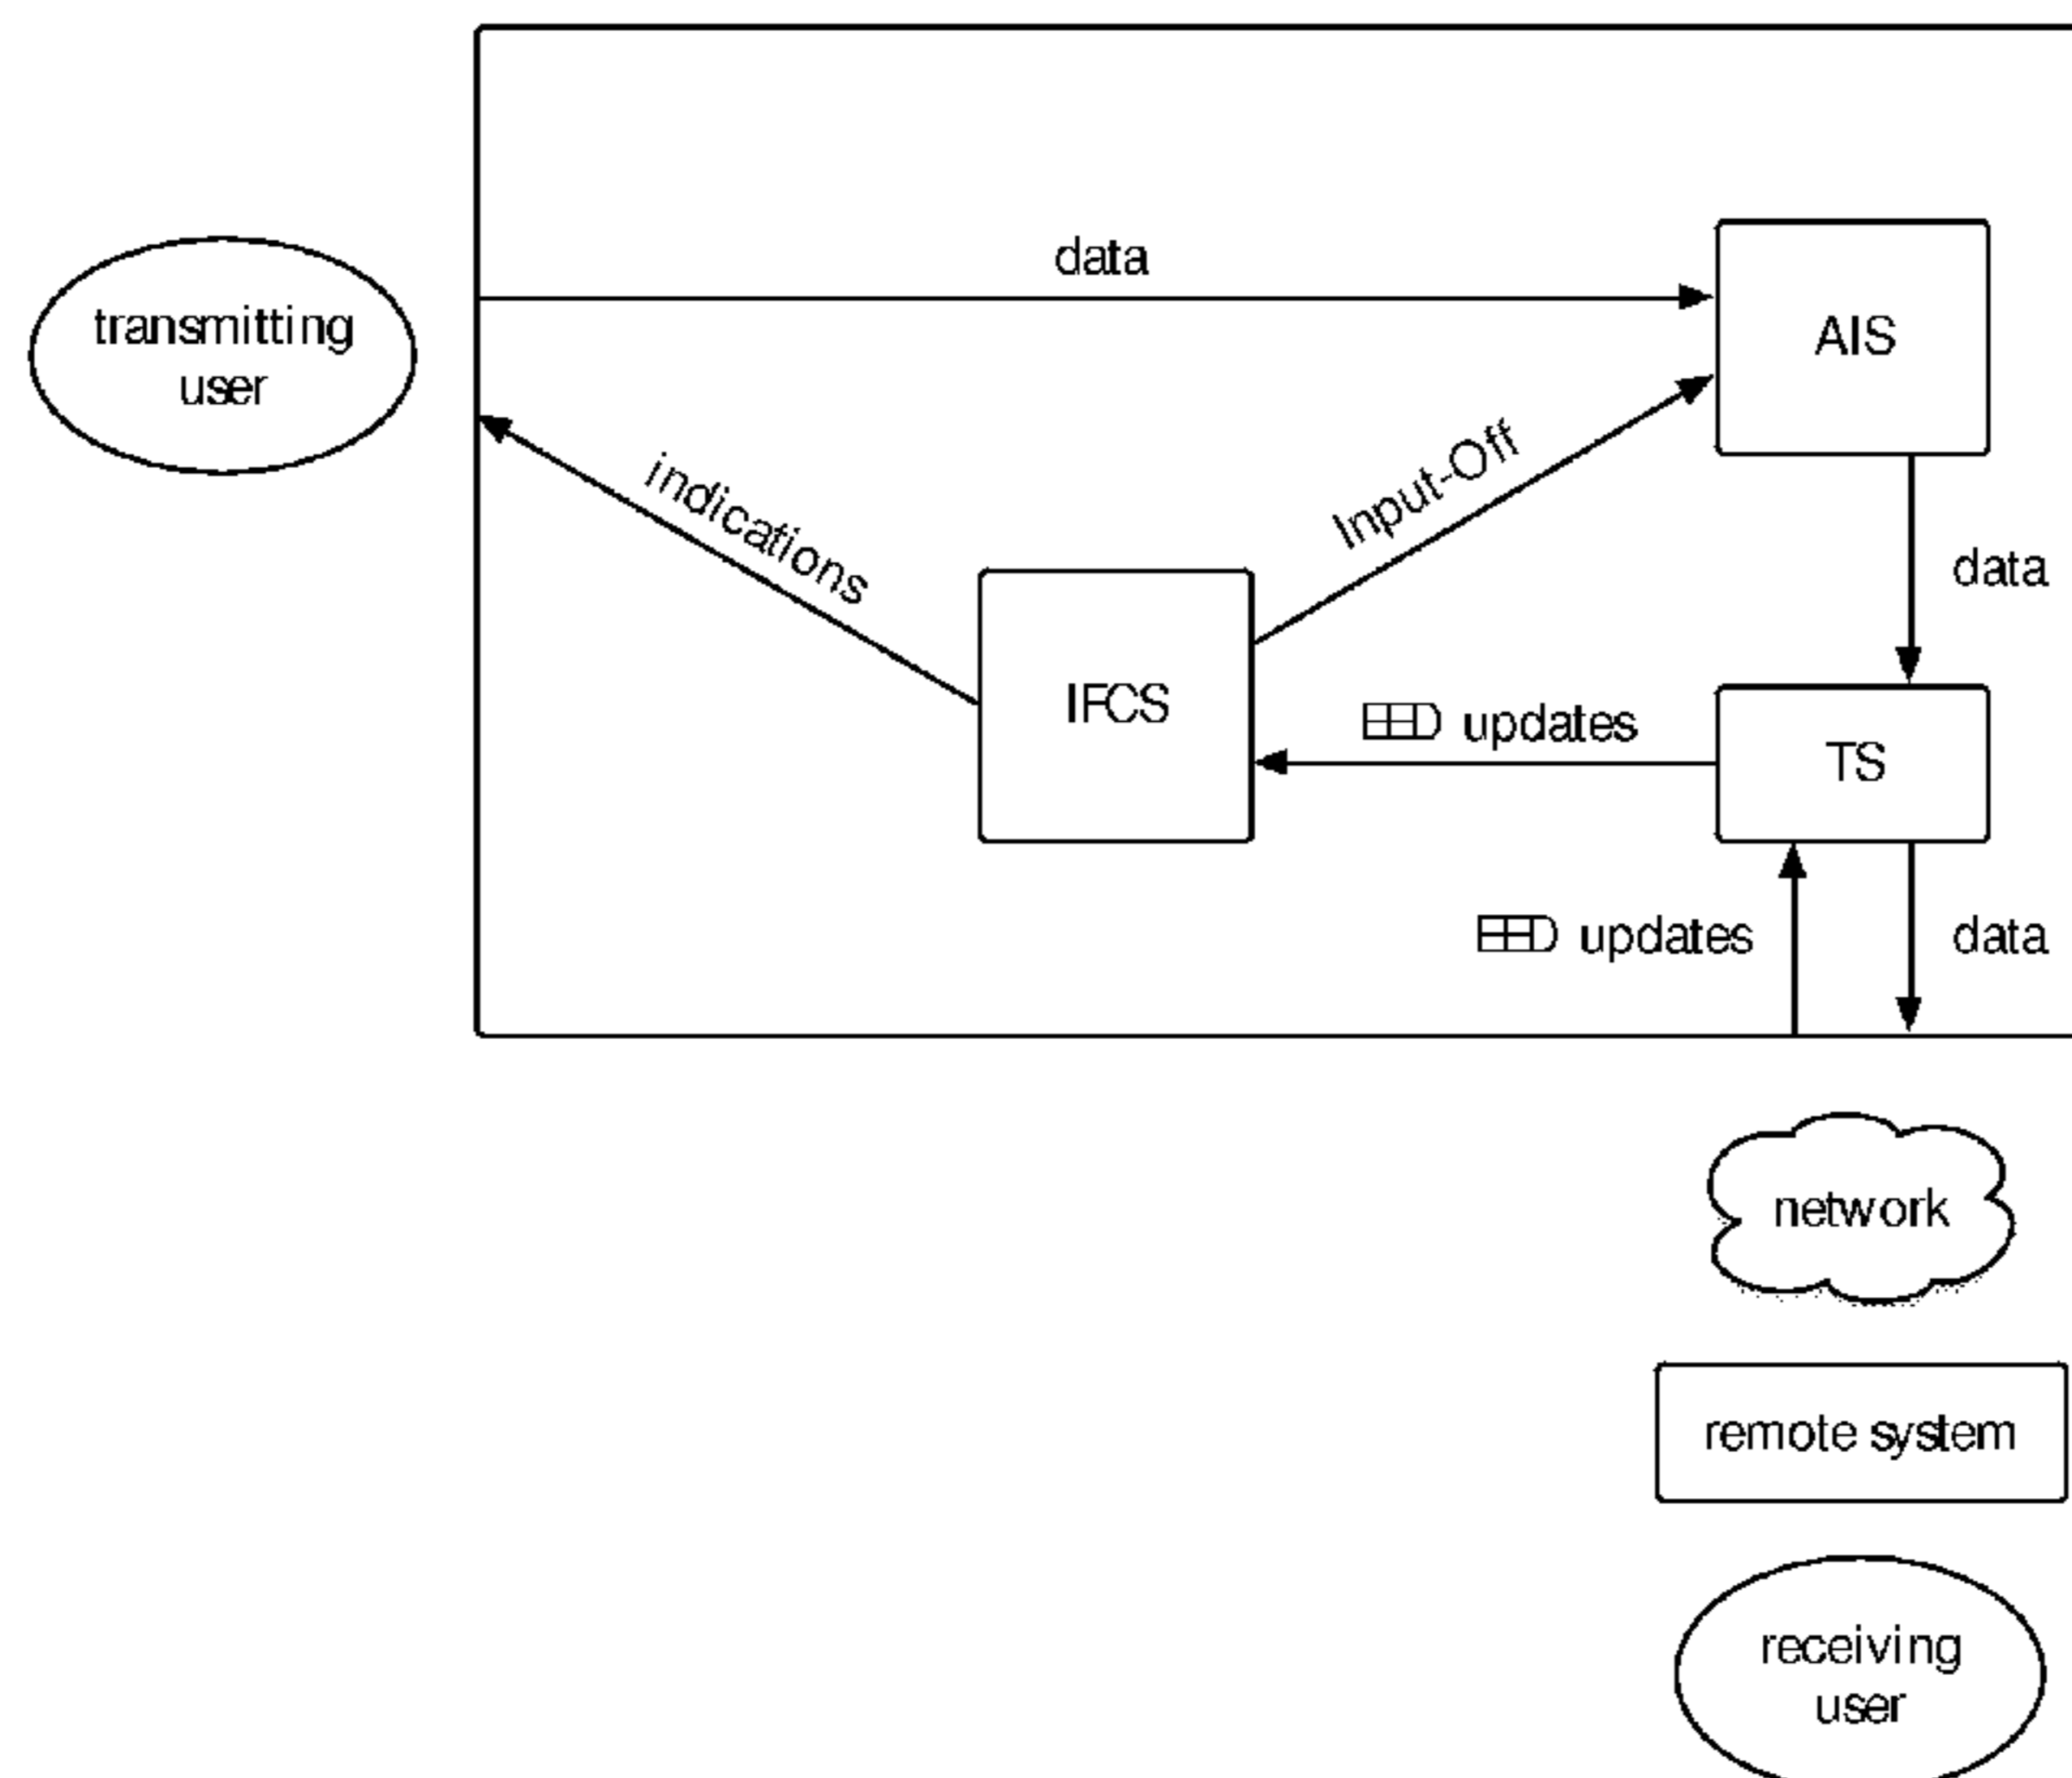 data
transmitting
user
AIS
indications
Input-Off
data
IFCS
updates
TS
updates
data
network
remote system
receiving
user